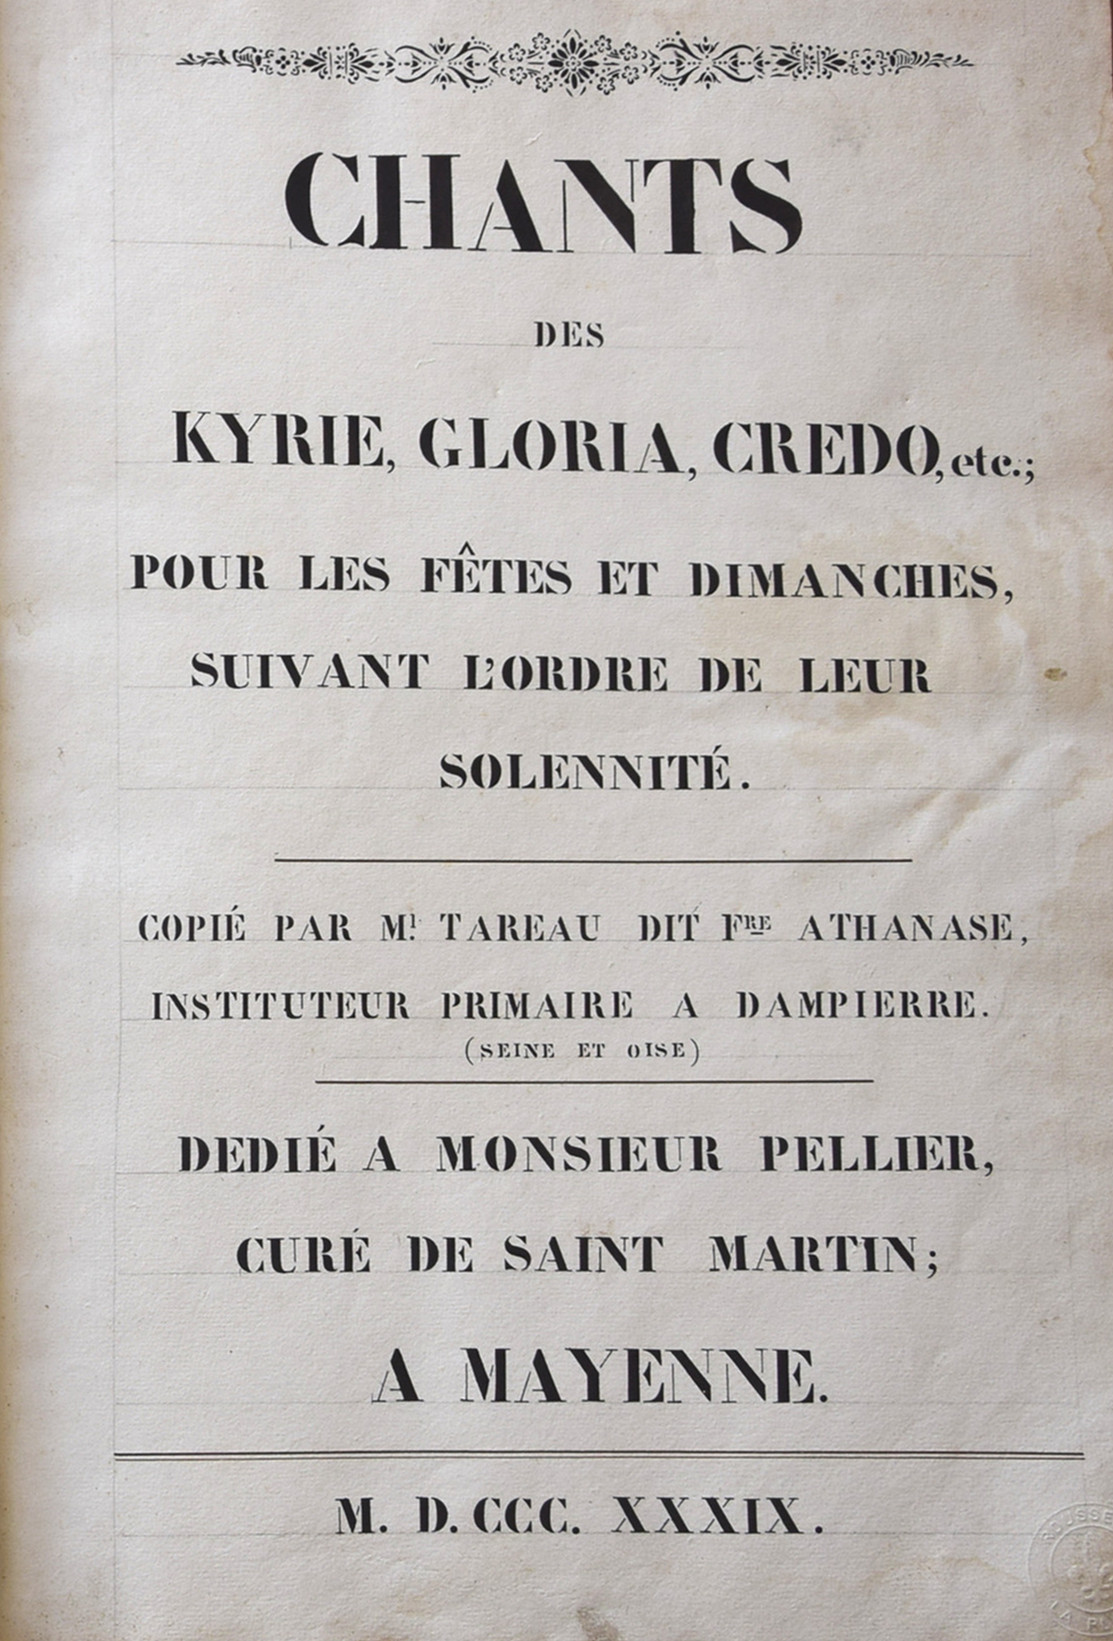 CHANTS
DES
KYRIE, GLORIA, CREDO, etc.;
POUR LES FÊTES ET DIMANCHES,
SUIVANT L'ORDRE DE LEUR
SOLENNITÉ.
COPIÉ PAR Ml TAREAU DIT FRE ATHANASE,
INSTITUTEUR PRIMAIRE A DAMPIERRE.
(SEINE ET OISE)
DEDIÉ A MONSIEUR PELLIER,
CURÉ DE SAINT MARTIN;
A MAYENNE.
M. D. CCC. XXXIX.